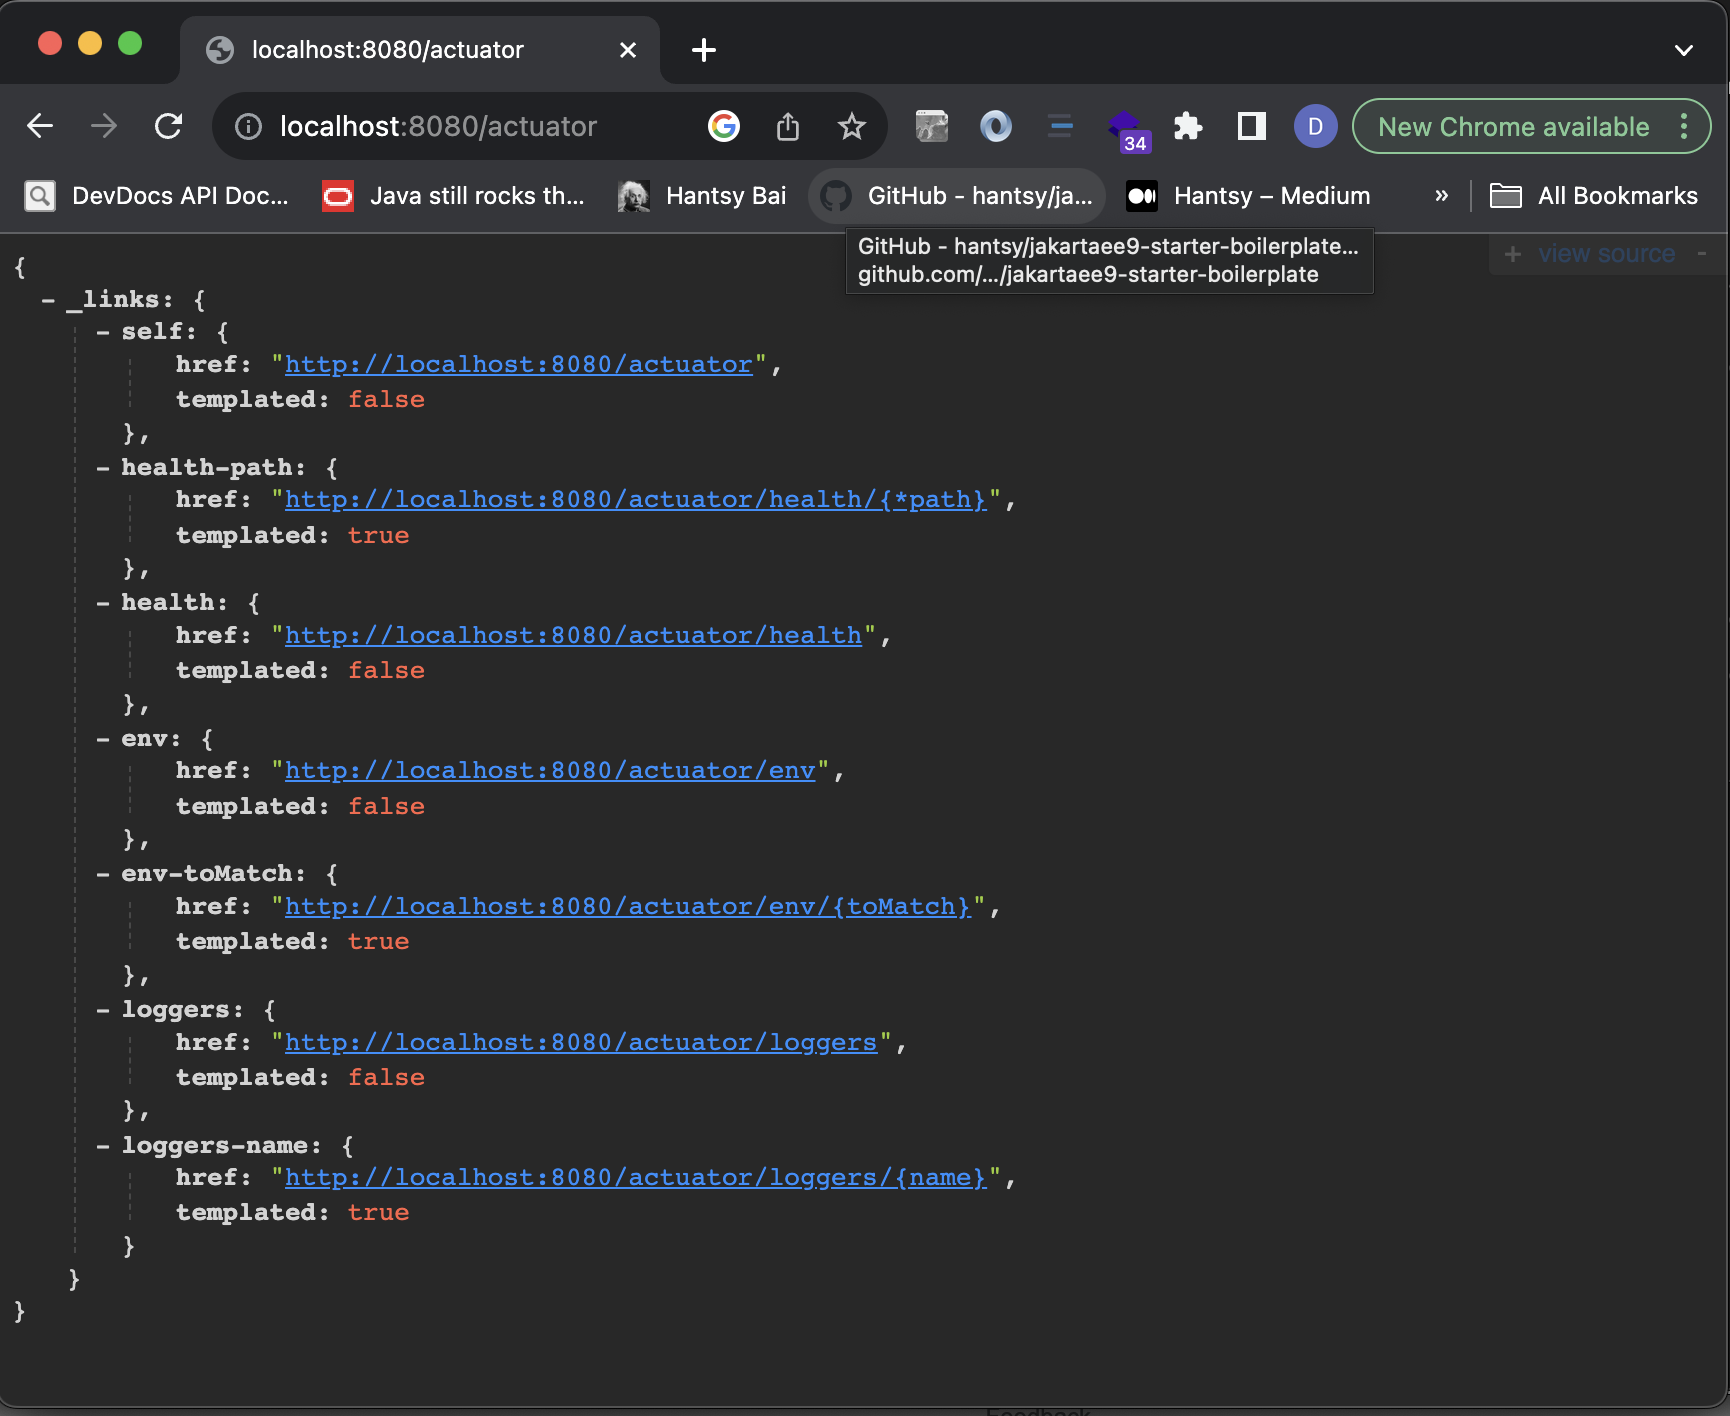 localhost:8080/actuator
localhost:8080/actuator
34
D
New Chrome available
DevDocs API Doc...
Java still rocks th...
Hantsy Bai
GitHub - hantsy/ja...
Hantsy – Medium
»
All Bookmarks
GitHub - hantsy/jakartaee9-starter-boilerplate...
github.com/.../jakartaee9-starter-boilerplate
+ view source -
{
- _links: {
- self: {
href: "http://localhost:8080/actuator",
templated: false
},
- health-path: {
href: "http://localhost:8080/actuator/health/{*path}",
templated: true
},
- health: {
href: "http://localhost:8080/actuator/health",
templated: false
},
- env: {
href: "http://localhost:8080/actuator/env",
templated: false
},
- env-toMatch: {
href: "http://localhost:8080/actuator/env/{toMatch}",
templated: true
},
- loggers: {
href: "http://localhost:8080/actuator/loggers",
templated: false
},
- loggers-name: {
href: "http://localhost:8080/actuator/loggers/{name}",
templated: true
}
}
}